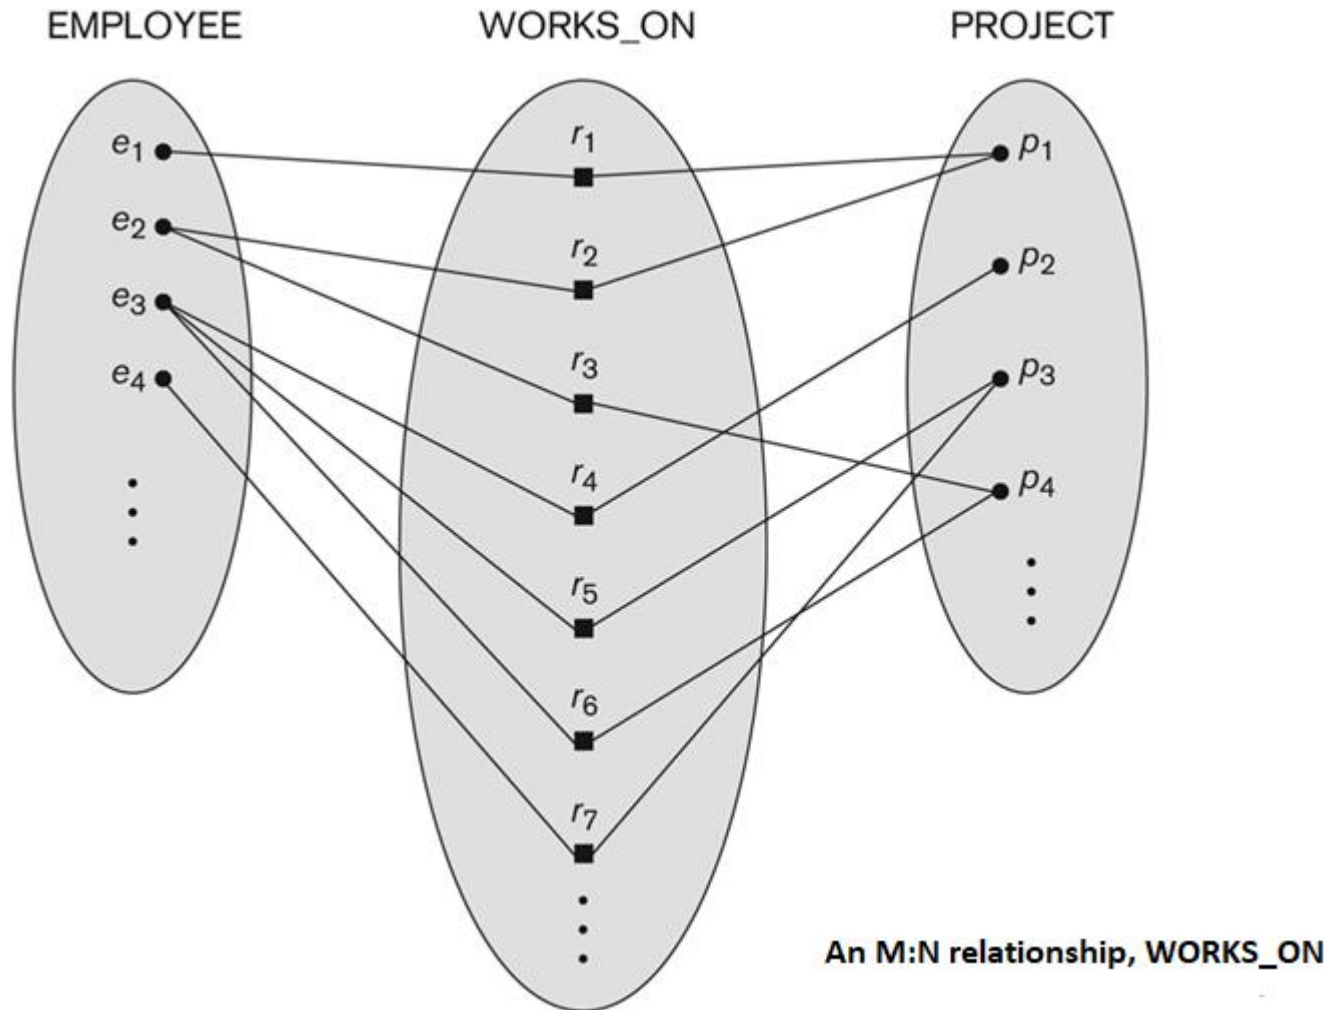 EMPLOYEE WORKS_ON PROJECT
e1
e2
e3
e4
r1
r2
r3
r4
r5
r6
r7
p1
p2
p3
p4
An M:N relationship, WORKS_ON